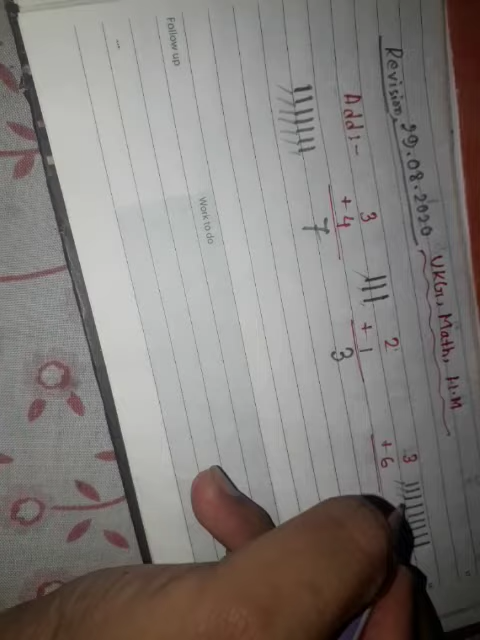 Revision, 29.08.2020 UKG, Math, H.M
Add:-
3
+ 4
7
2
+ 1
3
3
+ 6
Follow up
Work to do